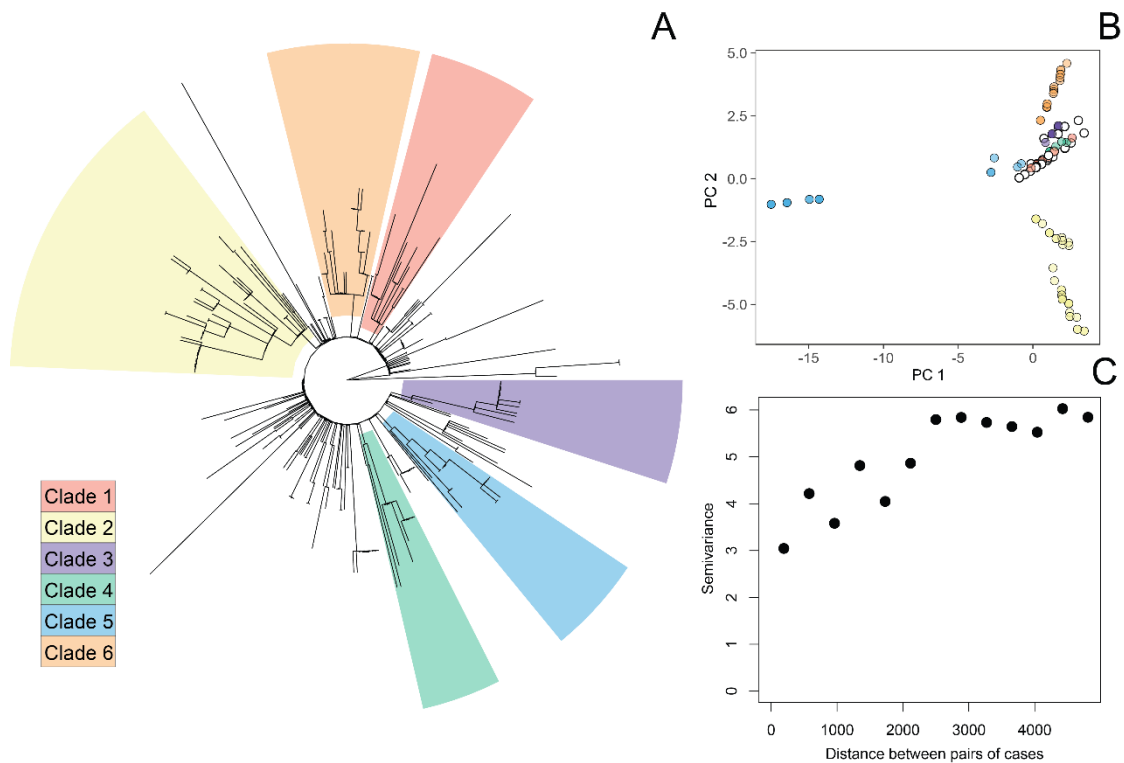 A
Clade 1
Clade 2
Clade 3
Clade 4
Clade 5
Clade 6
B
5.0
2.5
0.0
-2.5
-5.0
PC 2
-15
-10
-5
0
PC 1
C
6
5
4
3
2
1
0
Semivariance
0
1000
2000
3000
4000
Distance between pairs of cases